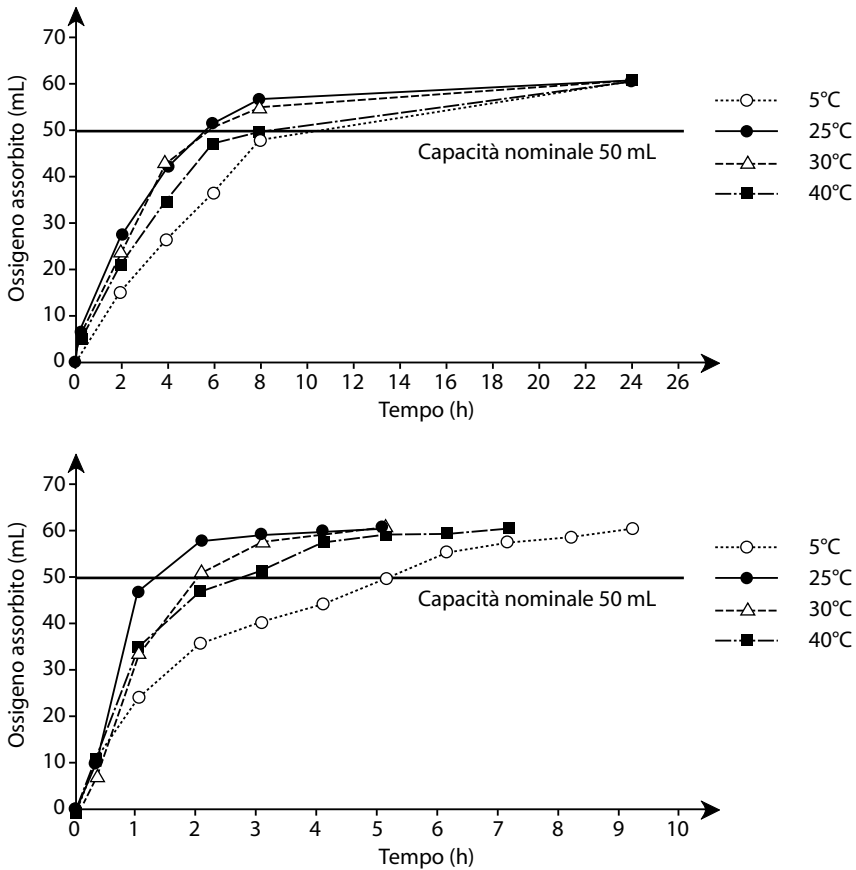 70
60
50
40
30
20
10
0
Ossigeno assorbito (mL)
Capacità nominale 50 mL
0 2 4 6 8 10 12 14 16 18 20 22 24 26
Tempo (h)
5°C
25°C
30°C
40°C
70
60
50
40
30
20
10
0
Ossigeno assorbito (mL)
Capacità nominale 50 mL
0 1 2 3 4 5 6 7 8 9 10
Tempo (h)
5°C
25°C
30°C
40°C